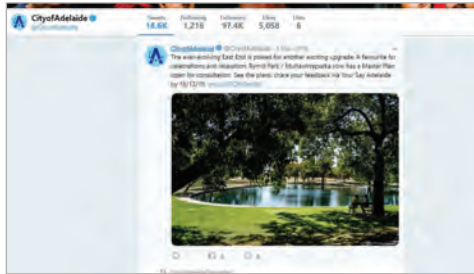 CityofAdelaide
Tweets Following Followers Likes Lists
14.6K 1,216 97.4K 5,058 6
CityofAdelaide
The ever-evolving East End is poised for another exciting upgrade. A favourite for
celebrations and relaxation, Rymill Park / Murlawirrapurka now has a Master Plan
open for consultation. See the plans, share your feedback via Your Say Adelaide
by